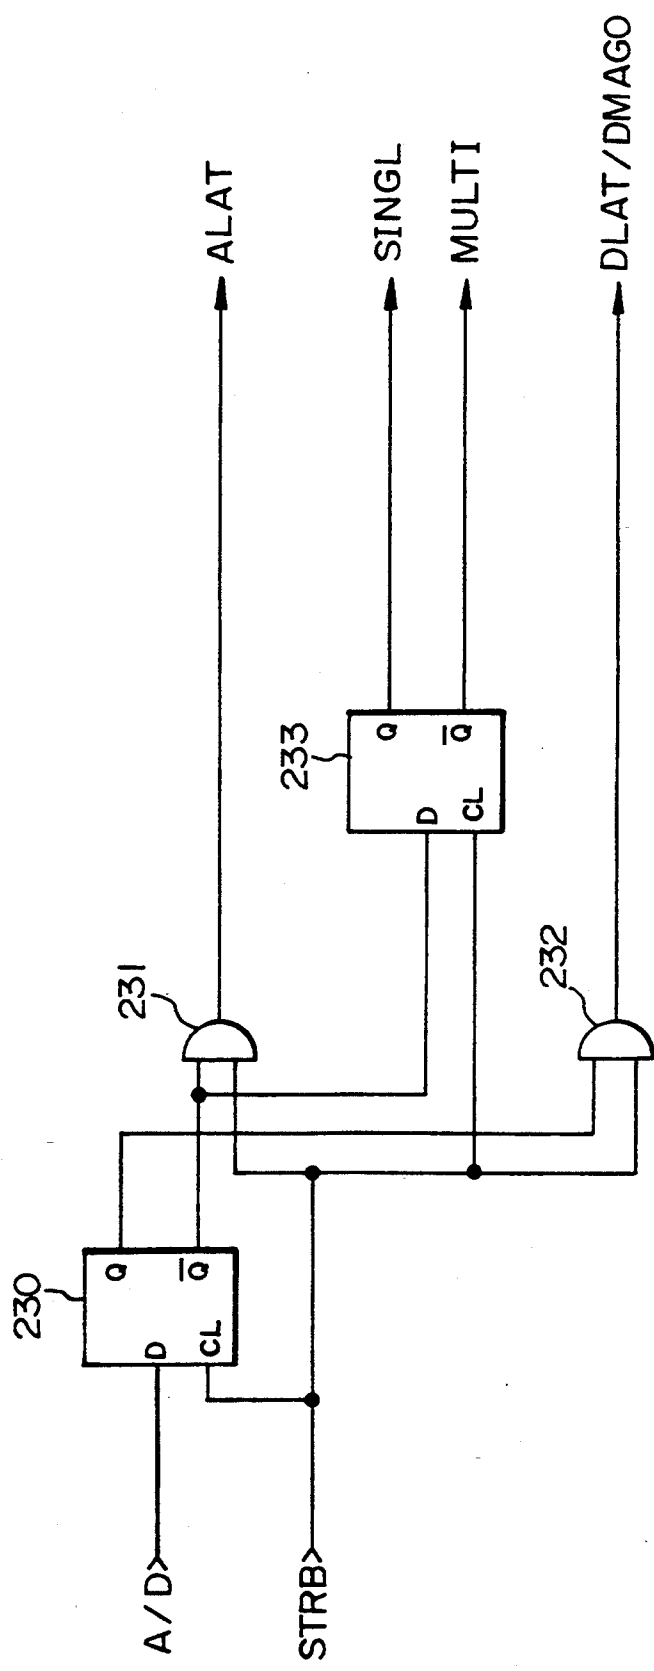 A/D
STRB
230
D
CL
Q
Q̅
231
232
233
D
CL
Q
Q̅
ALAT
SINGL
MULTI
DLAT/DMAGO